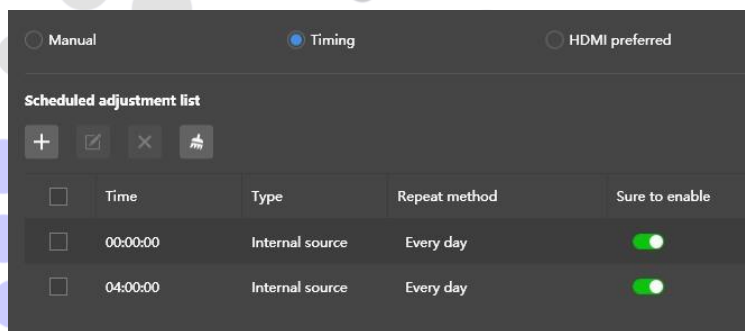 Manual Timing HDMI preferred
Scheduled adjustment list
Time Type Repeat method Sure to enable
00:00:00 Internal source Every day
04:00:00 Internal source Every day